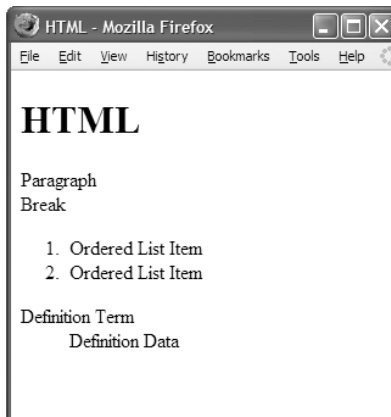 HTML - Mozilla Firefox
File Edit View History Bookmarks Tools Help
HTML
Paragraph
Break
1. Ordered List Item
2. Ordered List Item
Definition Term
Definition Data